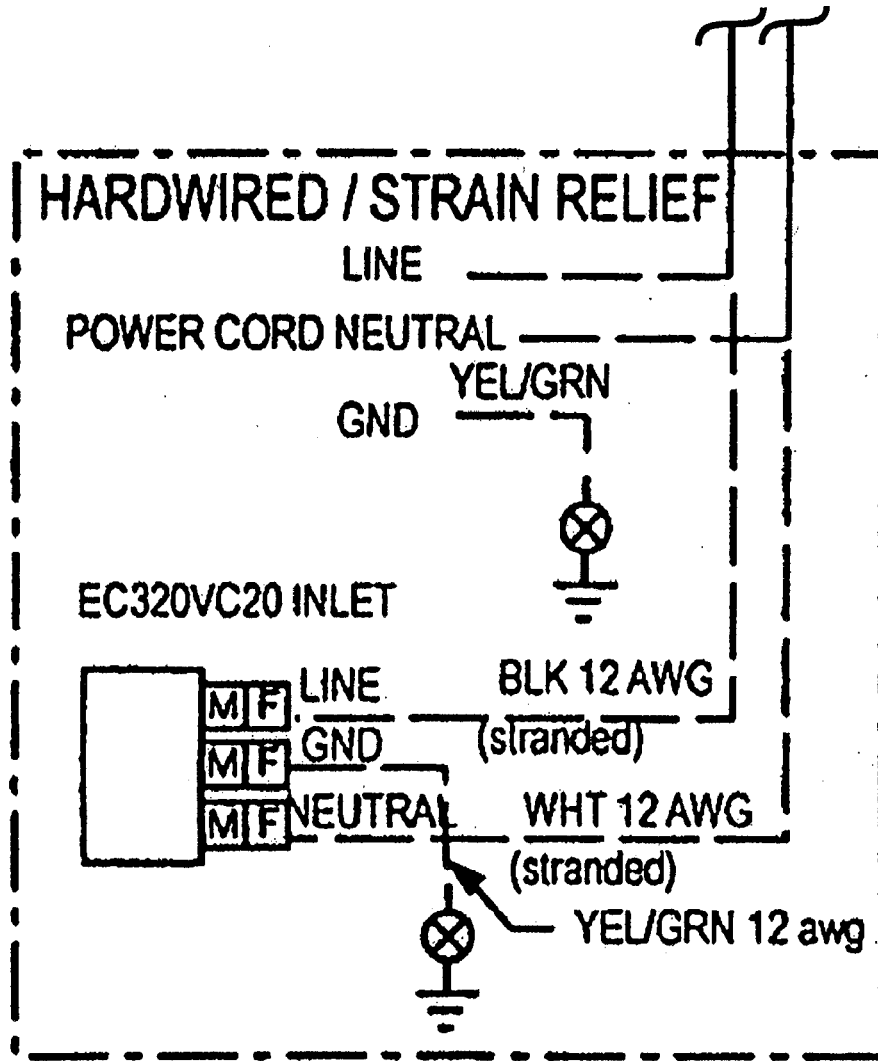 HARDWIRED / STRAIN RELIEF
LINE
POWER CORD NEUTRAL
YEL/GRN
GND
EC320VC20 INLET
M F LINE BLK 12 AWG
(stranded)
M F GND
M F NEUTRAL WHT 12 AWG
(stranded)
YEL/GRN 12 awg